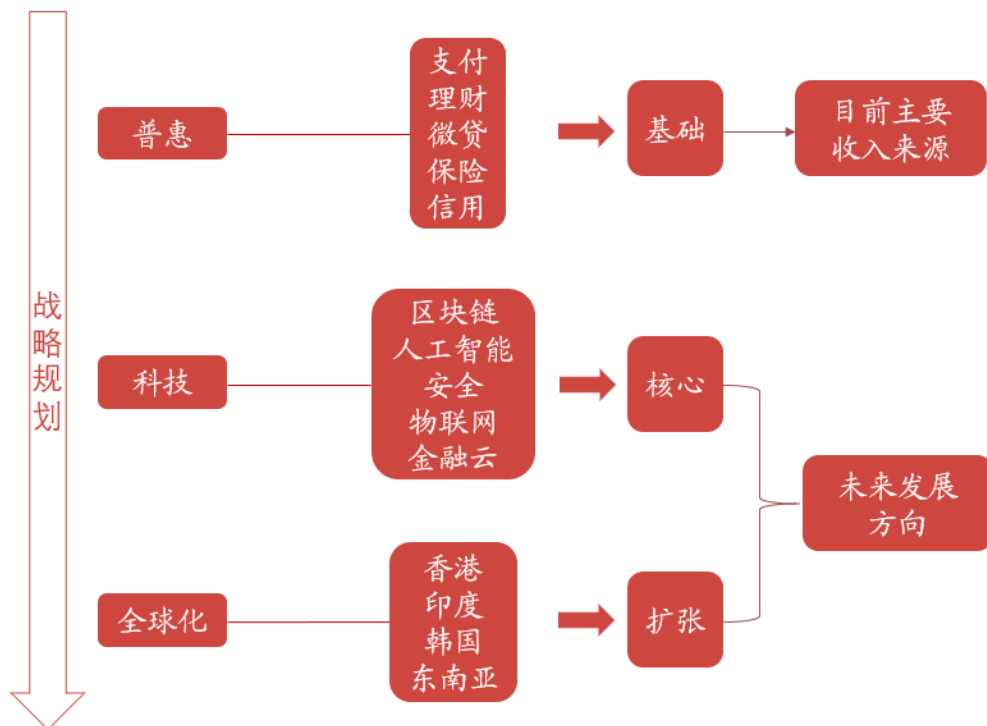 战略规划
普惠
支付
理财
微贷
保险
信用
基础
目前主要
收入来源
科技
区块链
人工智能
安全
物联网
金融云
核心
未来发展
方向
全球化
香港
印度
韩国
东南亚
扩张